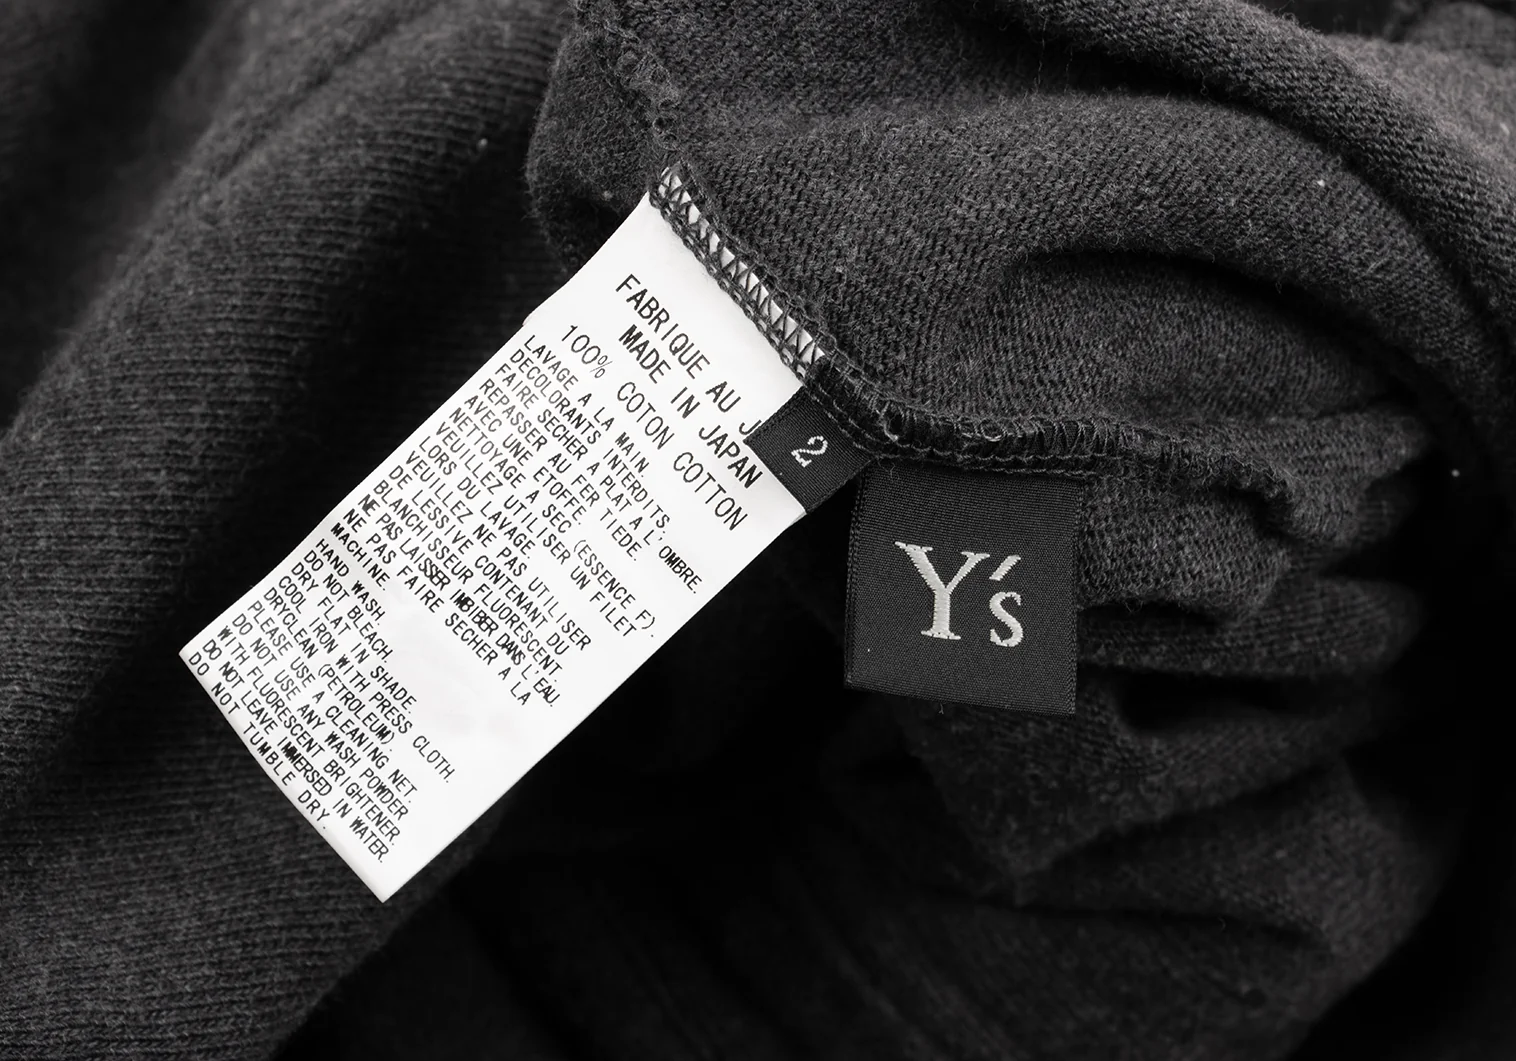 FABRIQUE AU J
MADE IN JAPAN
100% COTON COTTON
LAVAGE A LA MAIN.
DECOLORANTS INTERDITS.
FAIRE SECHER A PLAT A L'OMBRE.
REPASSER AU FER TIEDE.
AVEC UNE ETOFFE.
NETTOYAGE A SEC. (ESSENCE F).
VEUILLEZ UTILISER UN FILET
LORS DU LAVAGE.
VEUILLEZ NE PAS UTILISER
DE LESSIVE CONTENANT DU
BLANCHISSEUR FLUORESCENT.
NE PAS LAISSER IMBIBER DANS L'EAU.
NE PAS FAIRE SECHER A LA
MACHINE.
HAND WASH.
DO NOT BLEACH.
DRY FLAT IN SHADE
COOL IRON WITH PRESS CLOTH.
DRYCLEAN (PETROLEUM).
PLEASE USE A CLEANING NET.
DO NOT USE ANY WASH POWDER
WITH FLUORESCENT BRIGHTENER.
DO NOT LEAVE IMMERSED IN WATER.
DO NOT TUMBLE DRY.
2
Y's